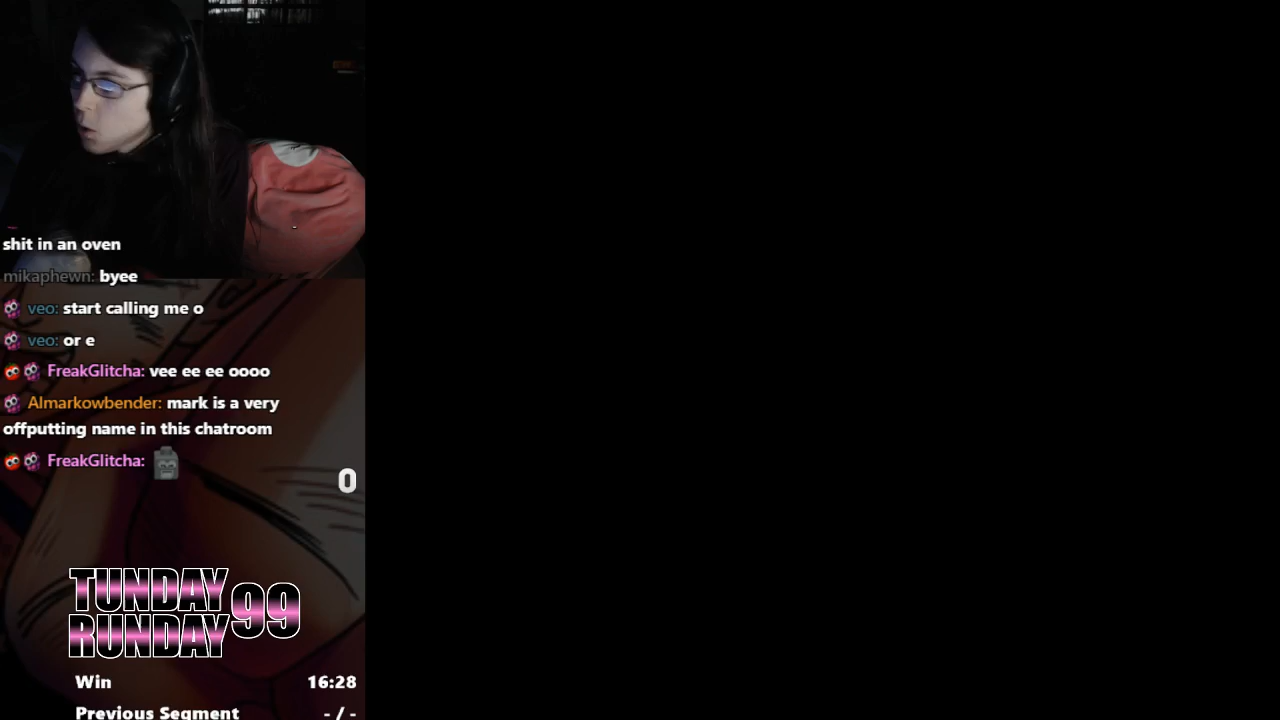 shit in an oven
mikaphewn: byee
veo: start calling me o
veo: or e
FreakGlitcha: vee ee ee oooo
Almarkowbender: mark is a very
offputting name in this chatroom
FreakGlitcha:
0
TUNDAY
RUNDAY 99
Win 16:28
Previous Segment - / -